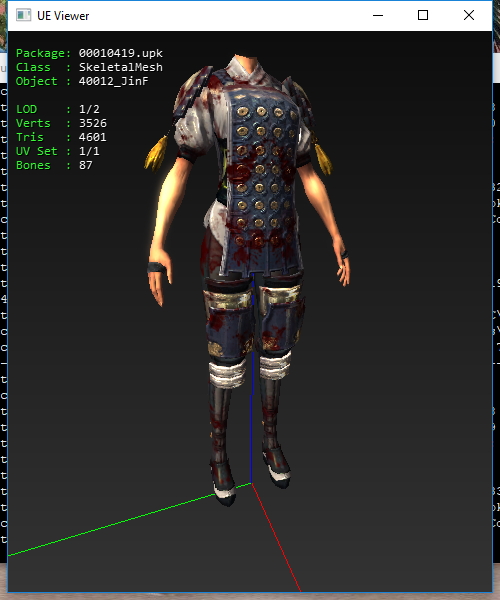 UE Viewer
Package: 00010419.upk
Class : SkeletalMesh
Object : 40012_JinF
LOD : 1/2
Verts : 3526
Tris : 4601
UV Set : 1/1
Bones : 87